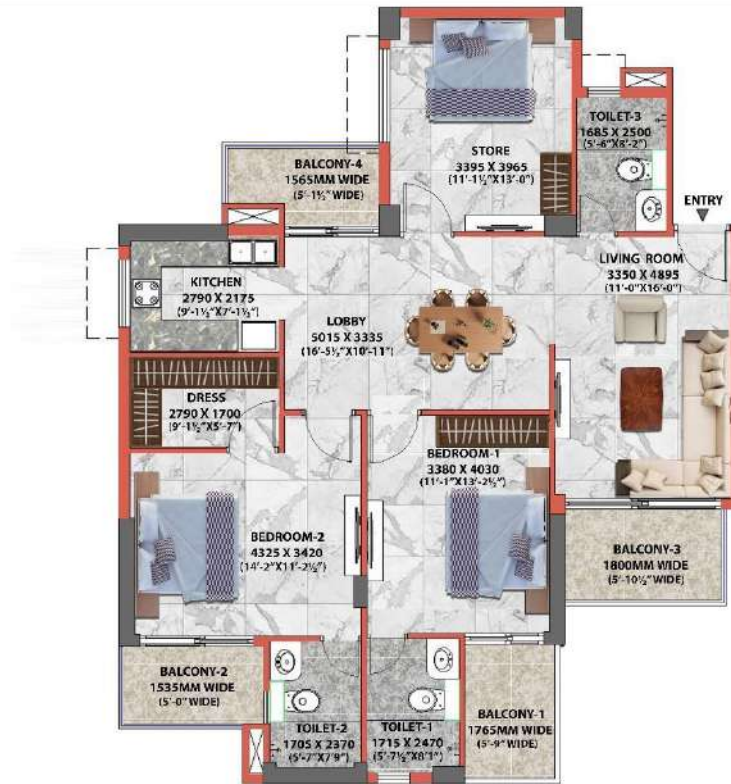 TOILET-3
1685 X 2500
(5'-6"X8'-2")
STORE
3395 X 3965
(11'-1½"X13'-0")
BALCONY-4
1565MM WIDE
(5'-1½" WIDE)
ENTRY
LIVING ROOM
3350 X 4895
(11'-0"X16'-0")
KITCHEN
2790 X 2175
(9'-1½"X7'-1½")
LOBBY
5015 X 3335
(16'-5½"X10'-11")
DRESS
2790 X 1700
(9'-1½"X5'-7")
BEDROOM-1
3380 X 4030
(11'-1"X13'-2½")
BEDROOM-2
4325 X 3420
(14'-2"X11'-2½")
BALCONY-3
1800MM WIDE
(5'-10½" WIDE)
BALCONY-2
1535MM WIDE
(5'-0" WIDE)
TOILET-2
1705 X 2370
(5'-7"X7'9")
TOILET-1
1715 X 2470
(5'-7½"X8'1")
BALCONY-1
1765MM WIDE
(5'-9" WIDE)